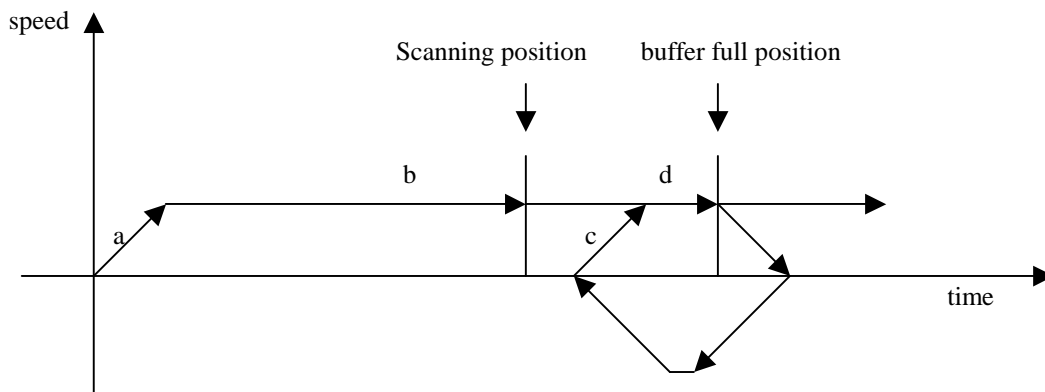 speed
Scanning position
buffer full position
b
d
a
c
time